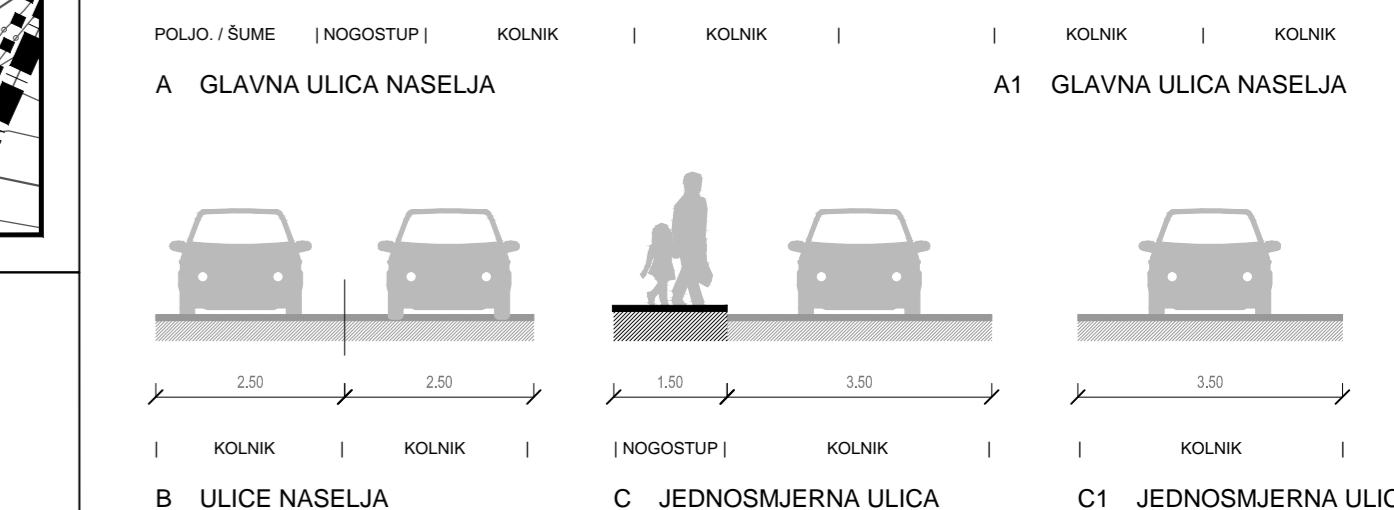 POLJO. / ŠUME | NOGOSTUP | KOLNIK | KOLNIK | | KOLNIK | KOLNIK
A GLAVNA ULICA NASELJA A1 GLAVNA ULICA NASELJA
2.50 2.50 1.50 3.50 3.50
| KOLNIK | KOLNIK | | NOGOSTUP | KOLNIK | | KOLNIK |
B ULICE NASELJA C JEDNOSMJERNA ULICA C1 JEDNOSMJERNA